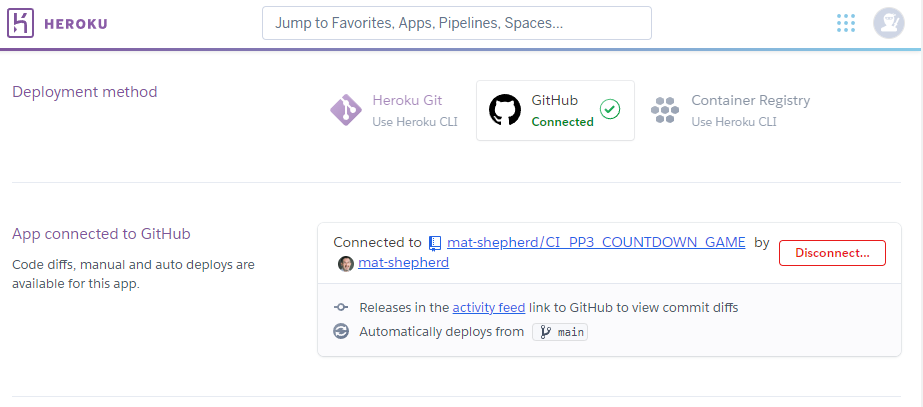 HEROKU
Jump to Favorites, Apps, Pipelines, Spaces...
Deployment method
Heroku Git
Use Heroku CLI
GitHub
Connected
Container Registry
Use Heroku CLI
App connected to GitHub
Code diffs, manual and auto deploys are
available for this app.
Connected to mat-shepherd/CI_PP3_COUNTDOWN_GAME by
mat-shepherd
Disconnect...
Releases in the activity feed link to GitHub to view commit diffs
Automatically deploys from main